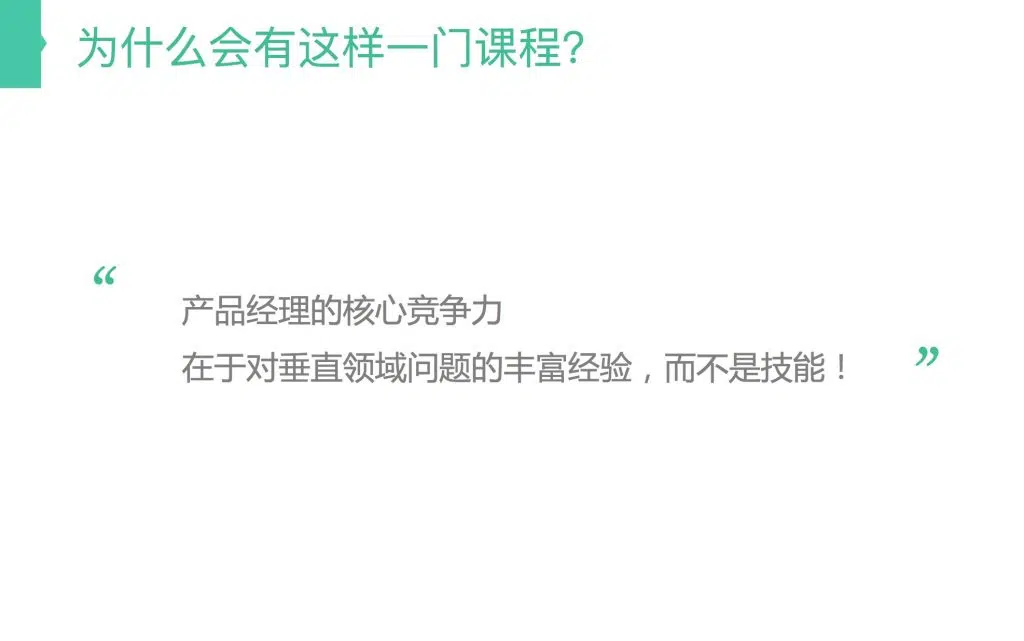 为什么会有这样一门课程?
“
产品经理的核心竞争力
在于对垂直领域问题的丰富经验，而不是技能！
”